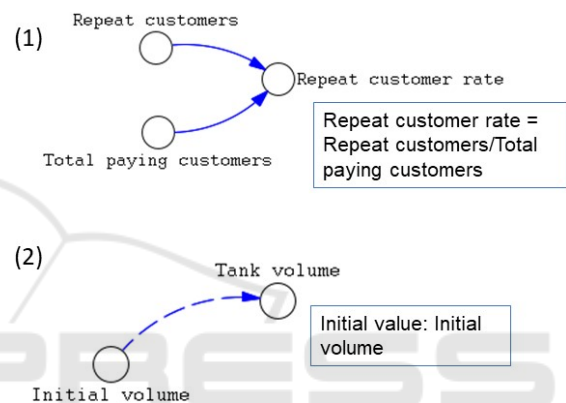 (1)
Repeat customers
Repeat customer rate
Total paying customers
Repeat customer rate =
Repeat customers/Total
paying customers
(2)
Tank volume
Initial value: Initial
volume
Initial volume
PRESS